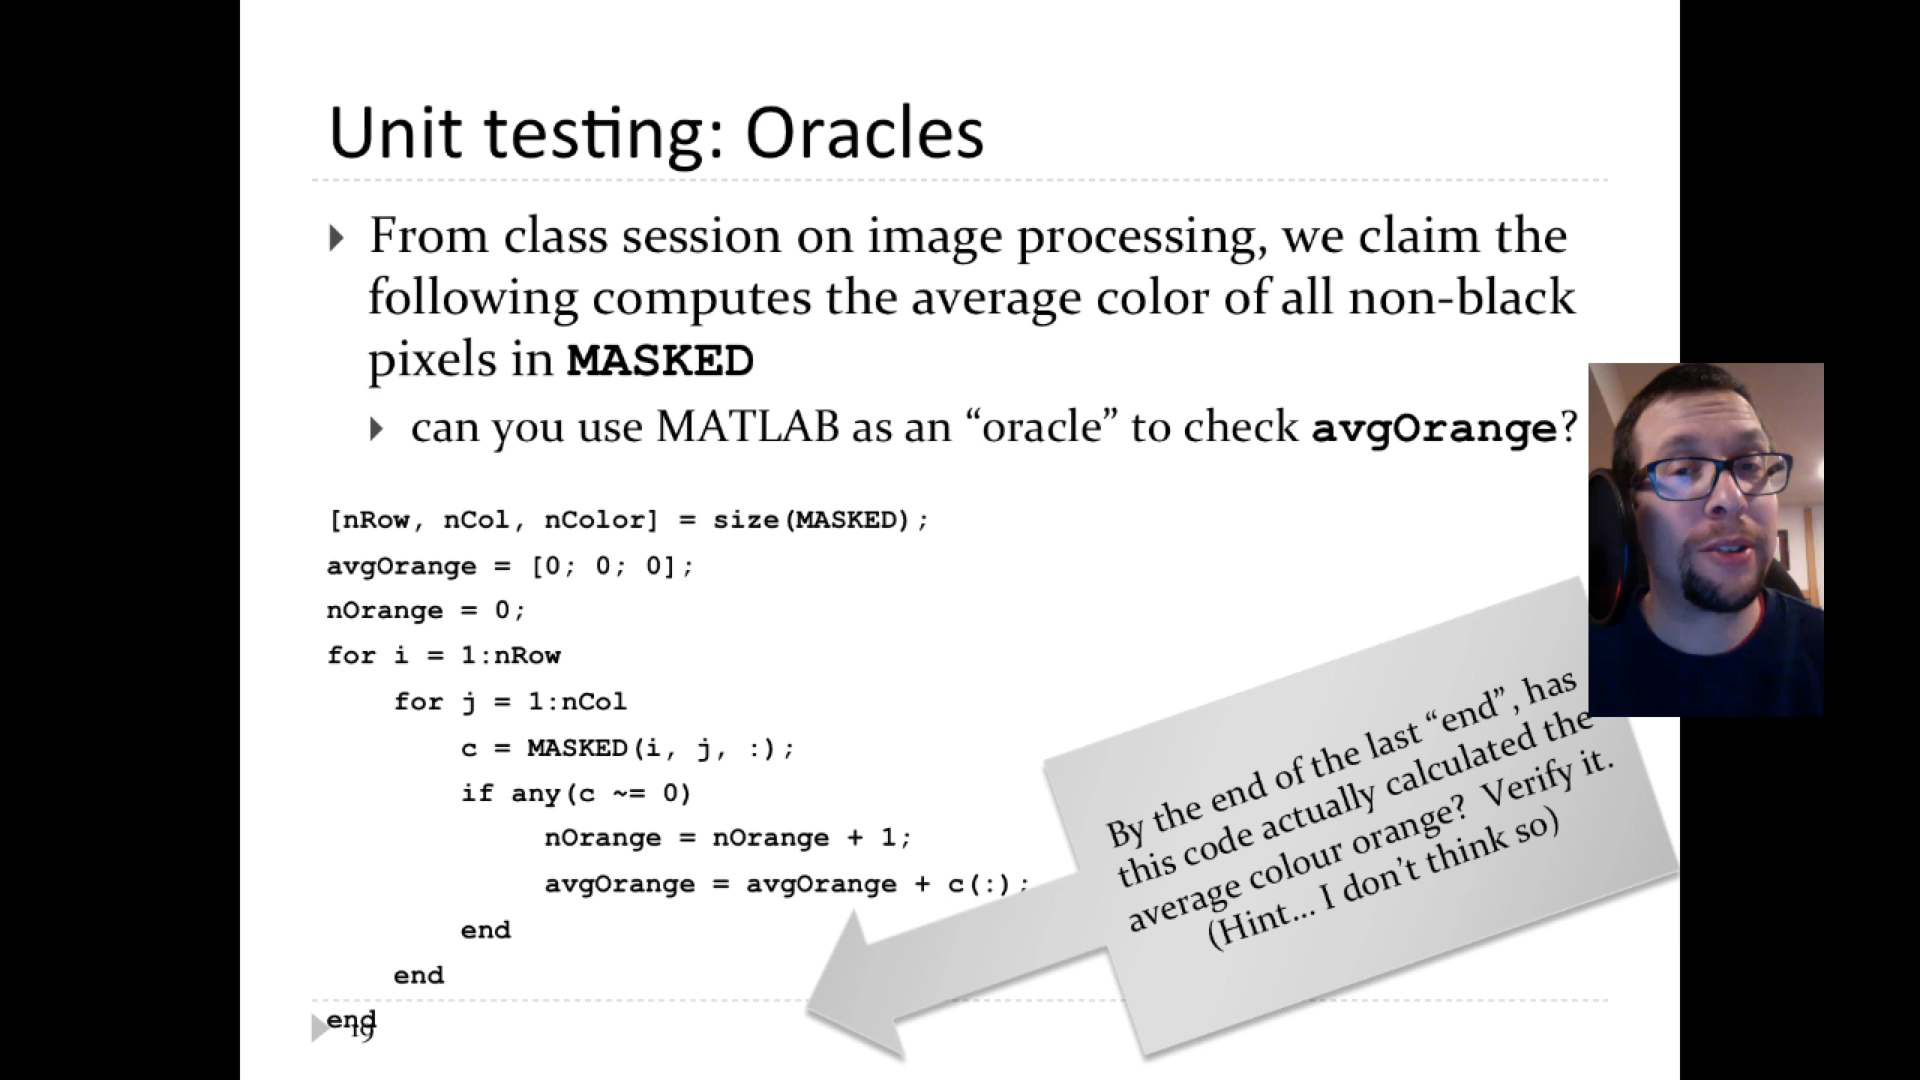 Unit testing: Oracles
From class session on image processing, we claim the
following computes the average color of all non-black
pixels in MASKED
can you use MATLAB as an “oracle” to check avgOrange?
[nRow, nCol, nColor] = size(MASKED);
avgOrange = [0; 0; 0];
nOrange = 0;
for i = 1:nRow
for j = 1:nCol
c = MASKED(i, j, :);
if any(c ~= 0)
nOrange = nOrange + 1;
avgOrange = avgOrange + c(:);
end
end
end
19
By the end of the last “end”, has
this code actually calculated the
average colour orange? Verify it.
(Hint... I don’t think so)